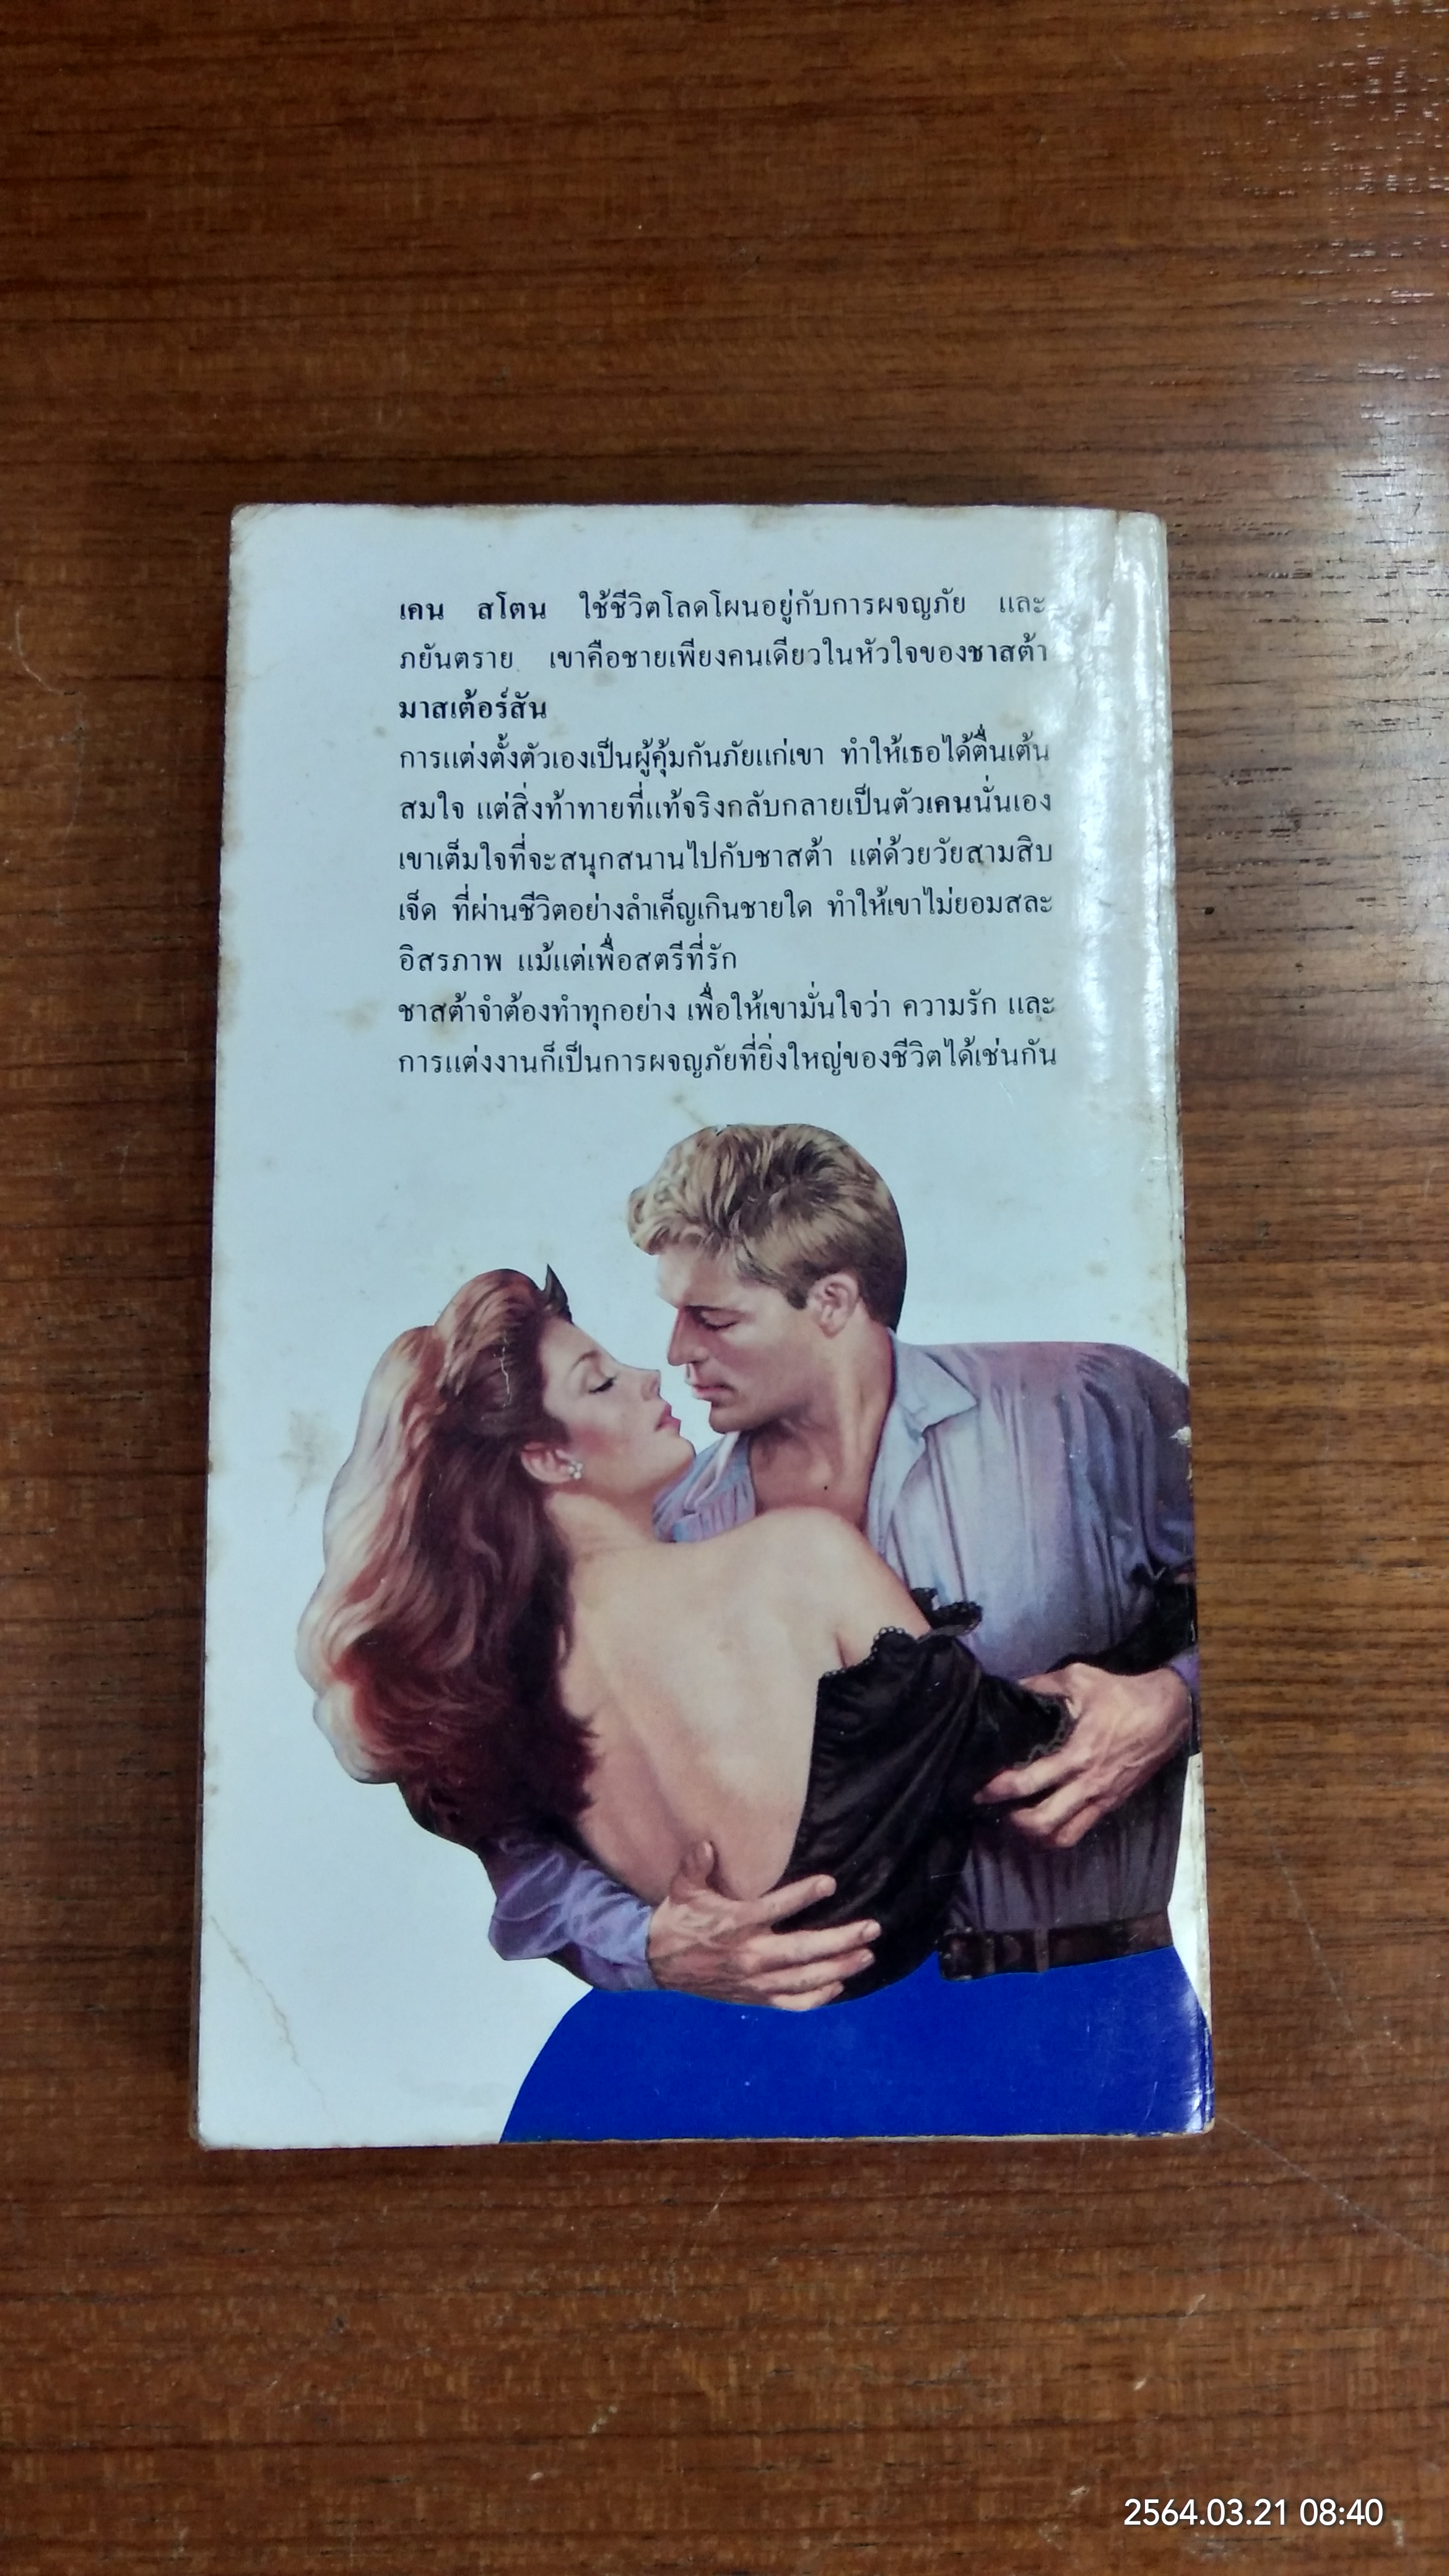 เคน สโตน ใช้ชีวิตโลดโผนอยู่กับการผจญภัย และ
ภยันตราย เขาคือชายเพียงคนเดียวในหัวใจของชาสต้า
มาสเต้อร์สัน
การแต่งตั้งตัวเองเป็นผู้คุ้มกันภัยแก่เขา ทำให้เธอได้ตื่นเต้น
สมใจ แต่สิ่งท้าทายที่แท้จริงกลับกลายเป็นตัวเคนนั่นเอง
เขาเต็มใจที่จะสนุกสนานไปกับชาสต้า แต่ด้วยวัยสามสิบ
เจ็ด ที่ผ่านชีวิตอย่างลำเค็ญเกินชายใด ทำให้เขาไม่ยอมสละ
อิสรภาพ แม้แต่เพื่อสตรีที่รัก
ชาสต้าจำต้องทำทุกอย่าง เพื่อให้เขามั่นใจว่า ความรัก และ
การแต่งงานก็เป็นการผจญภัยที่ยิ่งใหญ่ของชีวิตได้เช่นกัน
2564.03.21 08:40